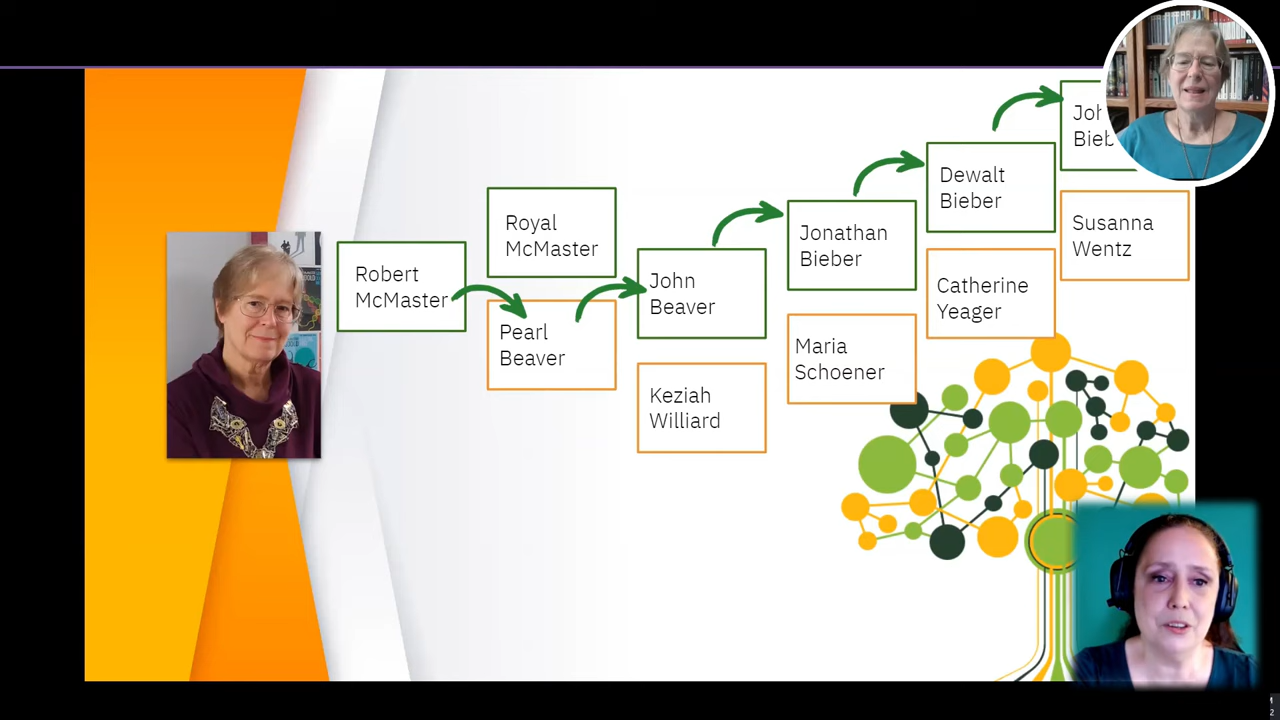 Robert
McMaster
Royal
McMaster
Pearl
Beaver
John
Beaver
Keziah
Williard
Jonathan
Bieber
Maria
Schoener
Dewalt
Bieber
Catherine
Yeager
Susanna
Wentz